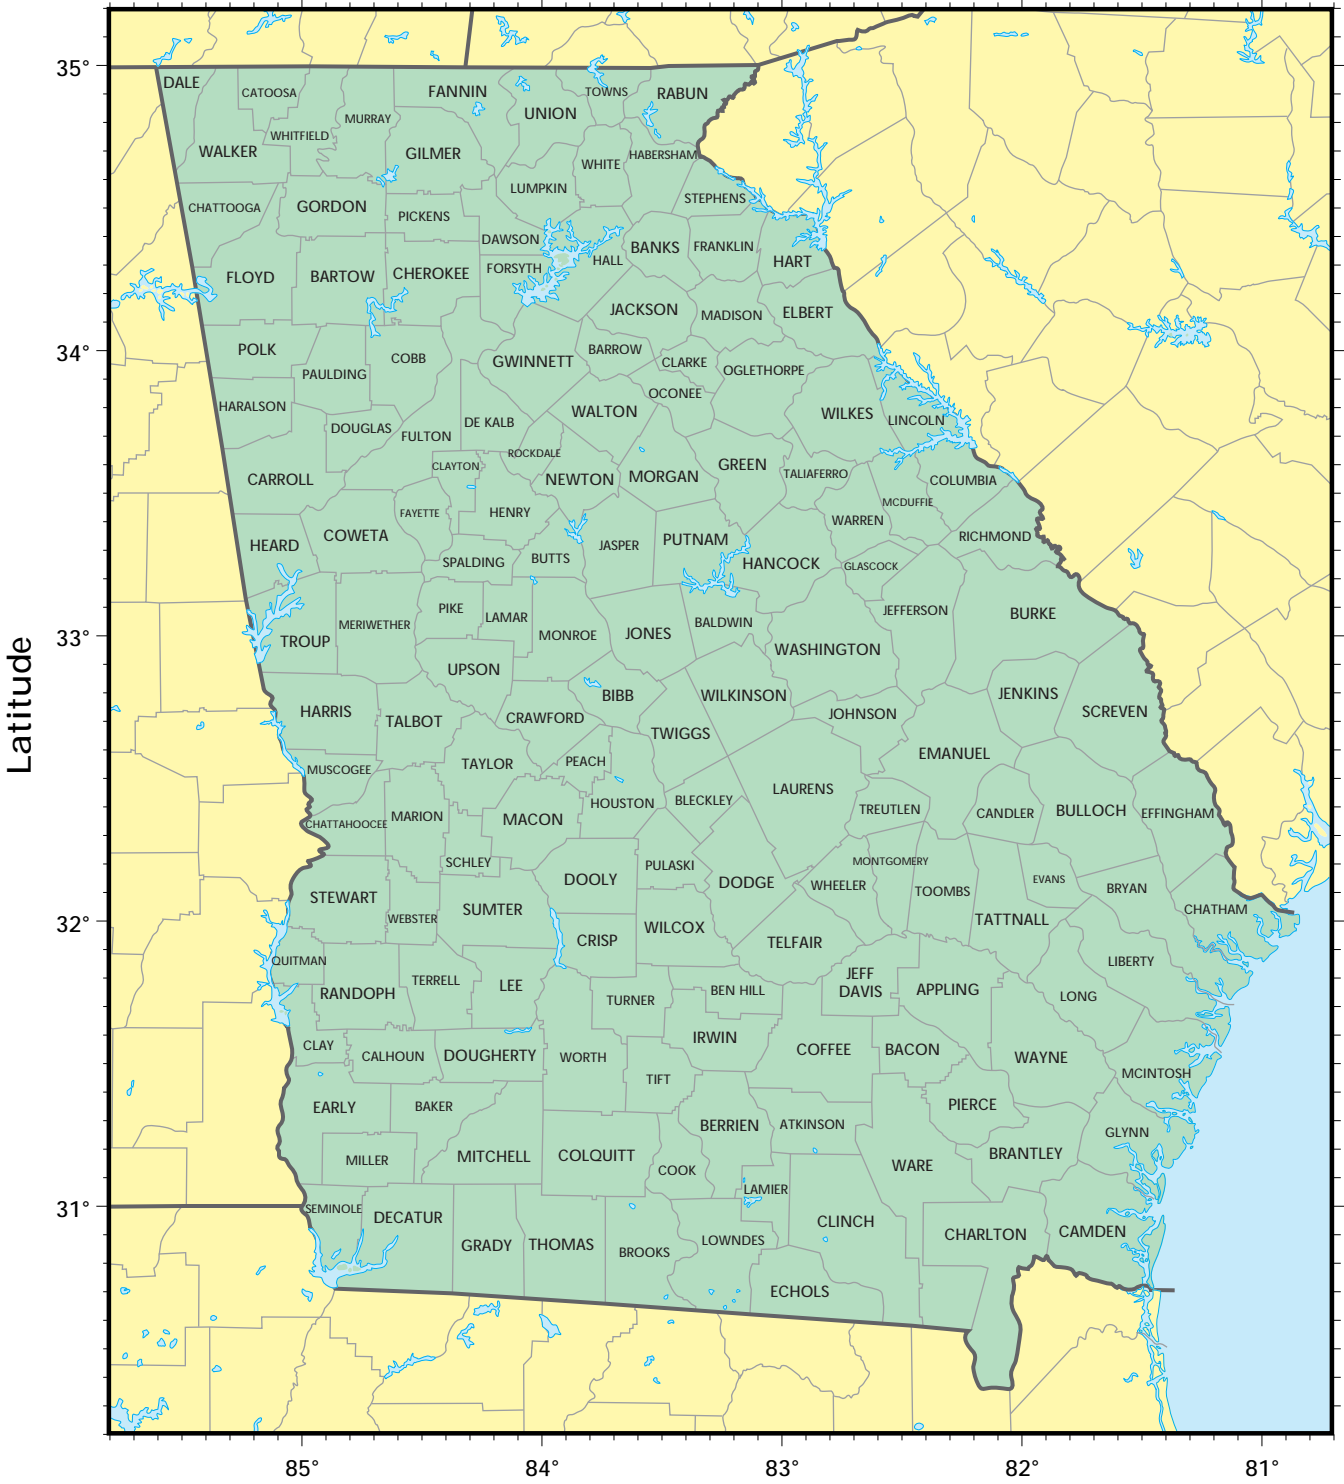 35°
DALE
CATOOSA
FANNIN
TOWNS
RABUN
UNION
MURRAY
WHITFIELD
WALKER
GILMER
WHITE
HABERSHAM
LUMPKIN
STEPHENS
CHATTOOGA
GORDON
PICKENS
DAWSON
BANKS
FRANKLIN
FORSYTH
HALL
HART
FLOYD
BARTOW
CHEROKEE
JACKSON
MADISON
ELBERT
34°
POLK
COBB
GWINNETT
BARROW
CLARKE
OGLETHORPE
PAULDING
OCONEE
HARALSON
WALTON
WILKES
LINCOLN
DOUGLAS
FULTON
DE KALB
ROCKDALE
CLAYTON
GREEN
CARROLL
NEWTON
MORGAN
TALIAFERRO
COLUMBIA
FAYETTE
HENRY
MCDUFFIE
WARREN
COWETA
HEARD
JASPER
PUTNAM
RICHMOND
SPALDING
BUTTS
HANCOCK
GLASCOCK
33°
PIKE
LAMAR
MERIWETHER
MONROE
JONES
BALDWIN
JEFFERSON
BURKE
TROUP
WASHINGTON
Latitude
UPSON
HARRIS
TALBOT
CRAWFORD
BIBB
WILKINSON
JENKINS
SCREVEN
JOHNSON
TWIGGS
EMANUEL
MUSCOGEE
TAYLOR
PEACH
LAURENS
HOUSTON
BLECKLEY
TREUTLEN
CANDLER
BULLOCH
EFFINGHAM
CHATTAHOOCEE
MARION
MACON
SCHLEY
DOOLY
PULASKI
DODGE
WHEELER
MONTGOMERY
TOOMBS
EVANS
BRYAN
32°
STEWART
WEBSTER
SUMTER
WILCOX
TATTNALL
CHATHAM
CRISP
TELFAIR
QUITMAN
RANDOPH
TERRELL
LEE
TURNER
BEN HILL
JEFF
DAVIS
APPLING
LONG
LIBERTY
CLAY
CALHOUN
DOUGHERTY
WORTH
IRWIN
COFFEE
BACON
WAYNE
TIFT
MCINTOSH
EARLY
BAKER
BERRIEN
ATKINSON
PIERCE
GLYNN
MILLER
MITCHELL
COLQUITT
COOK
WARE
BRANTLEY
31°
SEMINOLE
DECATUR
LAMIER
CLINCH
CHARLTON
CAMDEN
GRADY
THOMAS
BROOKS
LOWNDES
ECHOLS
85°
84°
83°
82°
81°